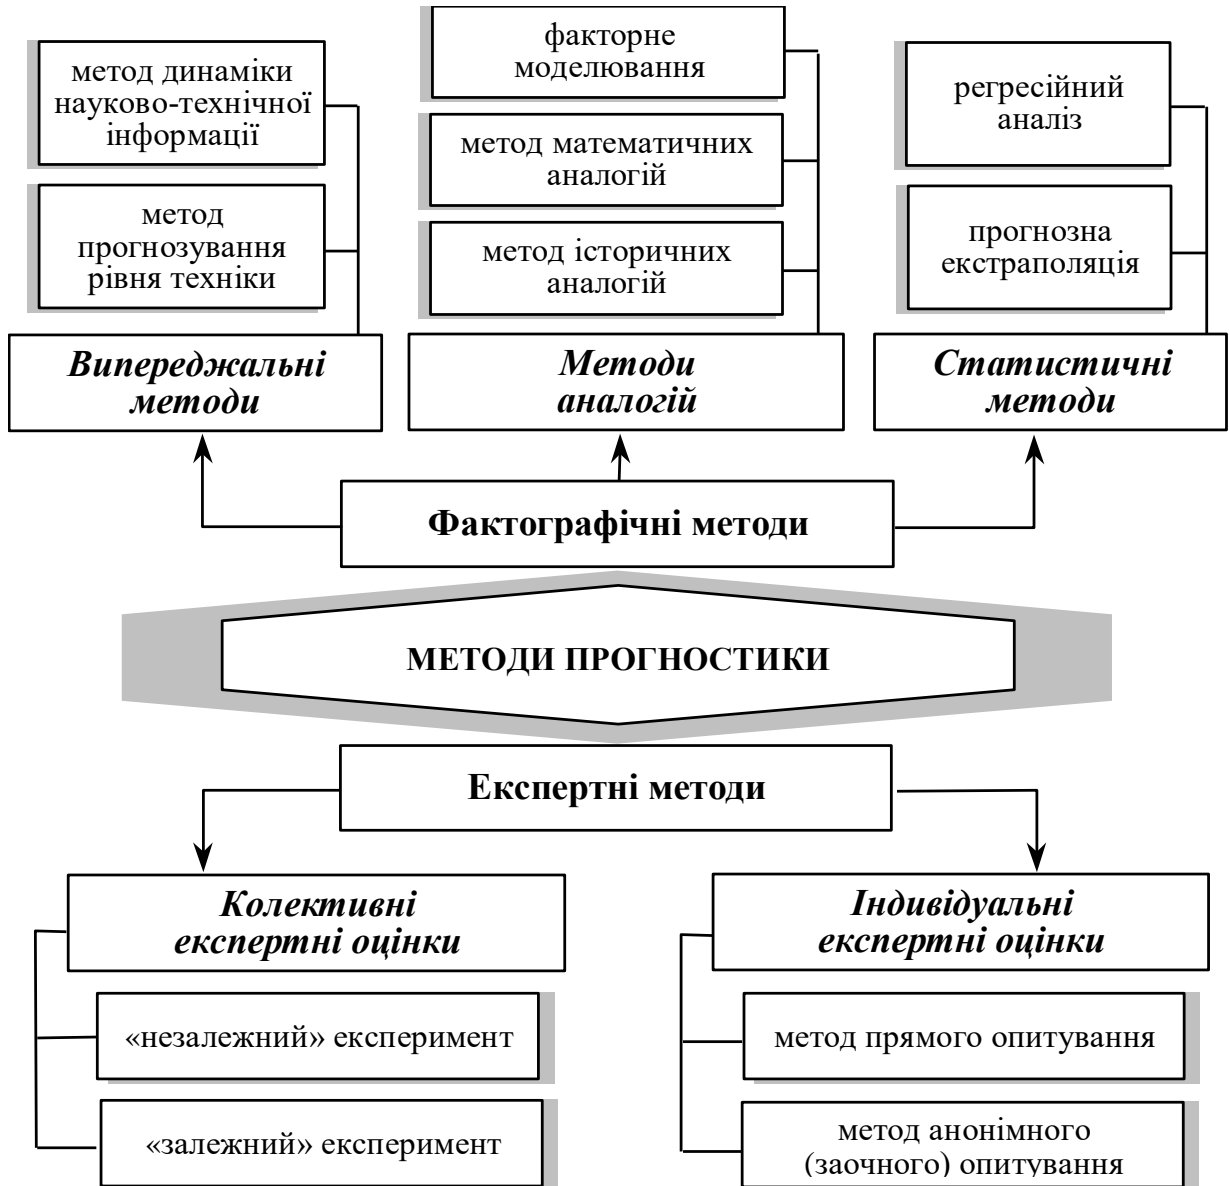 метод динаміки
науково-технічної
інформації
метод
прогнозування
рівня техніки
Випереджальні
методи
факторне
моделювання
метод математичних
аналогій
метод історичних
аналогій
Методи
аналогій
регресійний
аналіз
прогнозна
екстраполяція
Статистичні
методи
Фактографічні методи
МЕТОДИ ПРОГНОСТИКИ
Експертні методи
Колективні
експертні оцінки
«незалежний» експеримент
«залежний» експеримент
Індивідуальні
експертні оцінки
метод прямого опитування
метод анонімного
(заочного) опитування